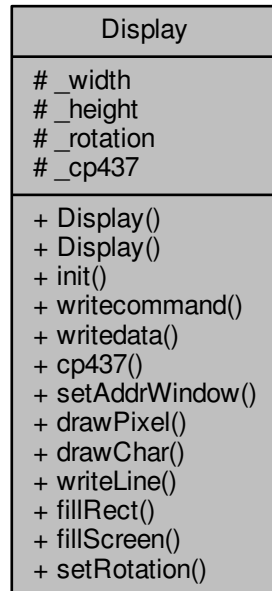 Display
# _width
# _height
# _rotation
# _cp437
+ Display()
+ Display()
+ init()
+ writecommand()
+ writedata()
+ cp437()
+ setAddrWindow()
+ drawPixel()
+ drawChar()
+ writeLine()
+ fillRect()
+ fillScreen()
+ setRotation()